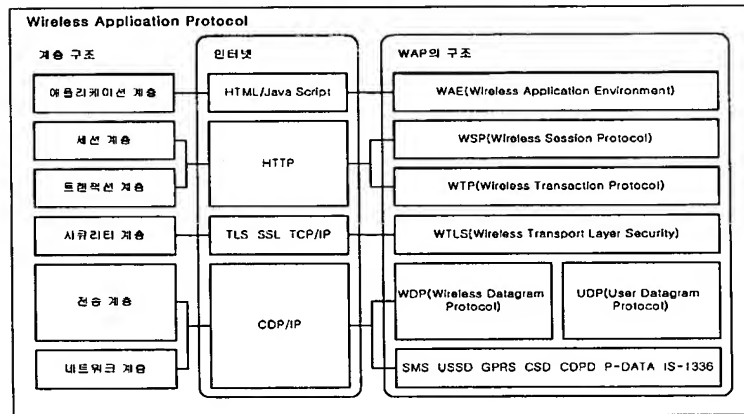 Wireless Application Protocol
계층 구조
인터넷
WAP의 구조
애플리케이션 계층
HTML/Java Script
WAE(Wireless Application Environment)
세션 계층
HTTP
WSP(Wireless Session Protocol)
트랜잭션 계층
WTP(Wireless Transaction Protocol)
시큐리티 계층
TLS SSL TCP/IP
WTLS(Wireless Transport Layer Security)
전송 계층
CDP/IP
WDP(Wireless Datagram
Protocol)
UDP(User Datagram
Protocol)
네트워크 계층
SMS USSD GPRS CSD CDPD P-DATA IS-1336